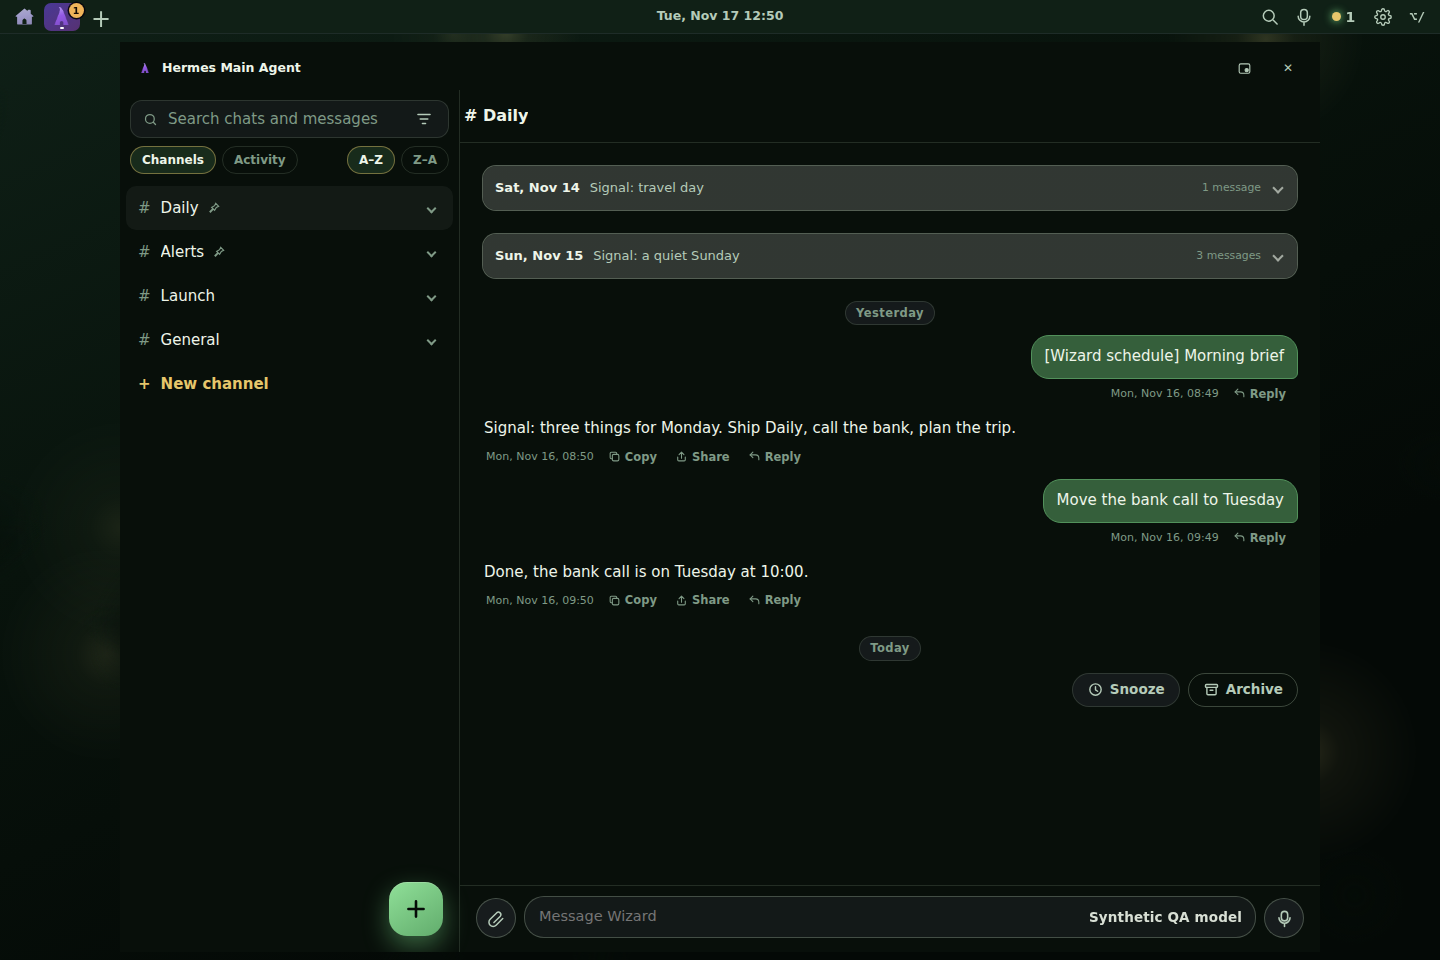 1
Tue, Nov 17 12:50
1
⌥/
Hermes Main Agent
Search chats and messages
Channels
Activity
A–Z
Z–A
# Daily
# Alerts
# Launch
# General
+ New channel
# Daily
Sat, Nov 14 Signal: travel day 1 message
Sun, Nov 15 Signal: a quiet Sunday 3 messages
Yesterday
[Wizard schedule] Morning brief
Mon, Nov 16, 08:49 Reply
Signal: three things for Monday. Ship Daily, call the bank, plan the trip.
Mon, Nov 16, 08:50 Copy Share Reply
Move the bank call to Tuesday
Mon, Nov 16, 09:49 Reply
Done, the bank call is on Tuesday at 10:00.
Mon, Nov 16, 09:50 Copy Share Reply
Today
Snooze Archive
Message Wizard Synthetic QA model